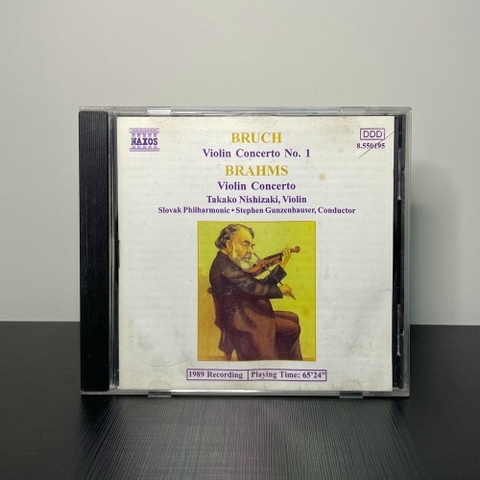 NAXOS
DDD
8.550195
BRUCH
Violin Concerto No. 1
BRAHMS
Violin Concerto
Takako Nishizaki, Violin
Slovak Philharmonic • Stephen Gunzenhauser, Conductor
1989 Recording | Playing Time: 65'24"